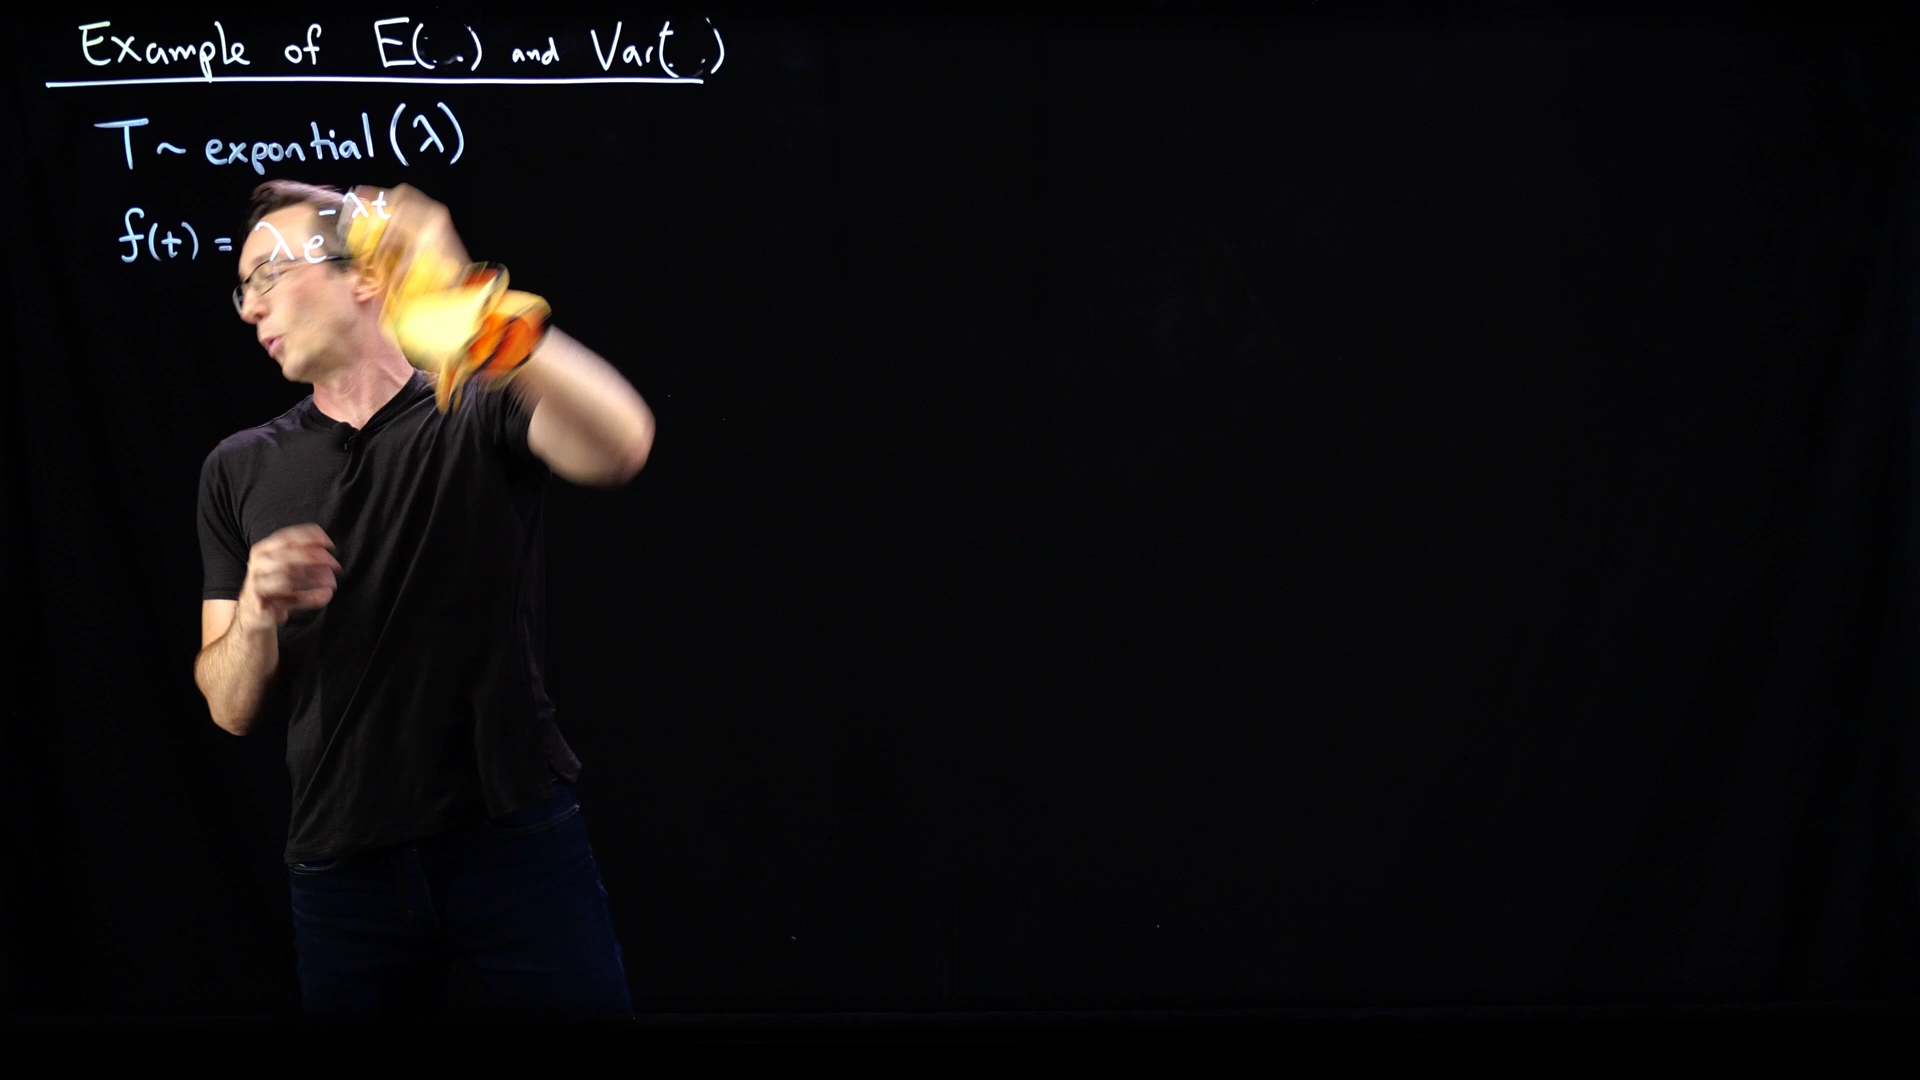 Example of E(..) and Var(..)
T ~ expontial (λ)
f(t) = λe^{-λt}